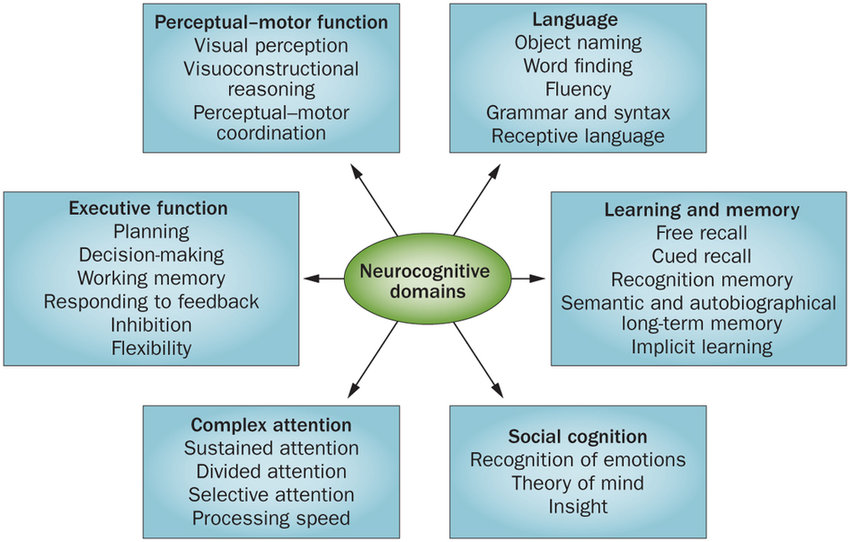 Perceptual–motor function
Visual perception
Visuoconstructional
reasoning
Perceptual–motor
coordination
Language
Object naming
Word finding
Fluency
Grammar and syntax
Receptive language
Executive function
Planning
Decision-making
Working memory
Responding to feedback
Inhibition
Flexibility
Neurocognitive
domains
Learning and memory
Free recall
Cued recall
Recognition memory
Semantic and autobiographical
long-term memory
Implicit learning
Complex attention
Sustained attention
Divided attention
Selective attention
Processing speed
Social cognition
Recognition of emotions
Theory of mind
Insight